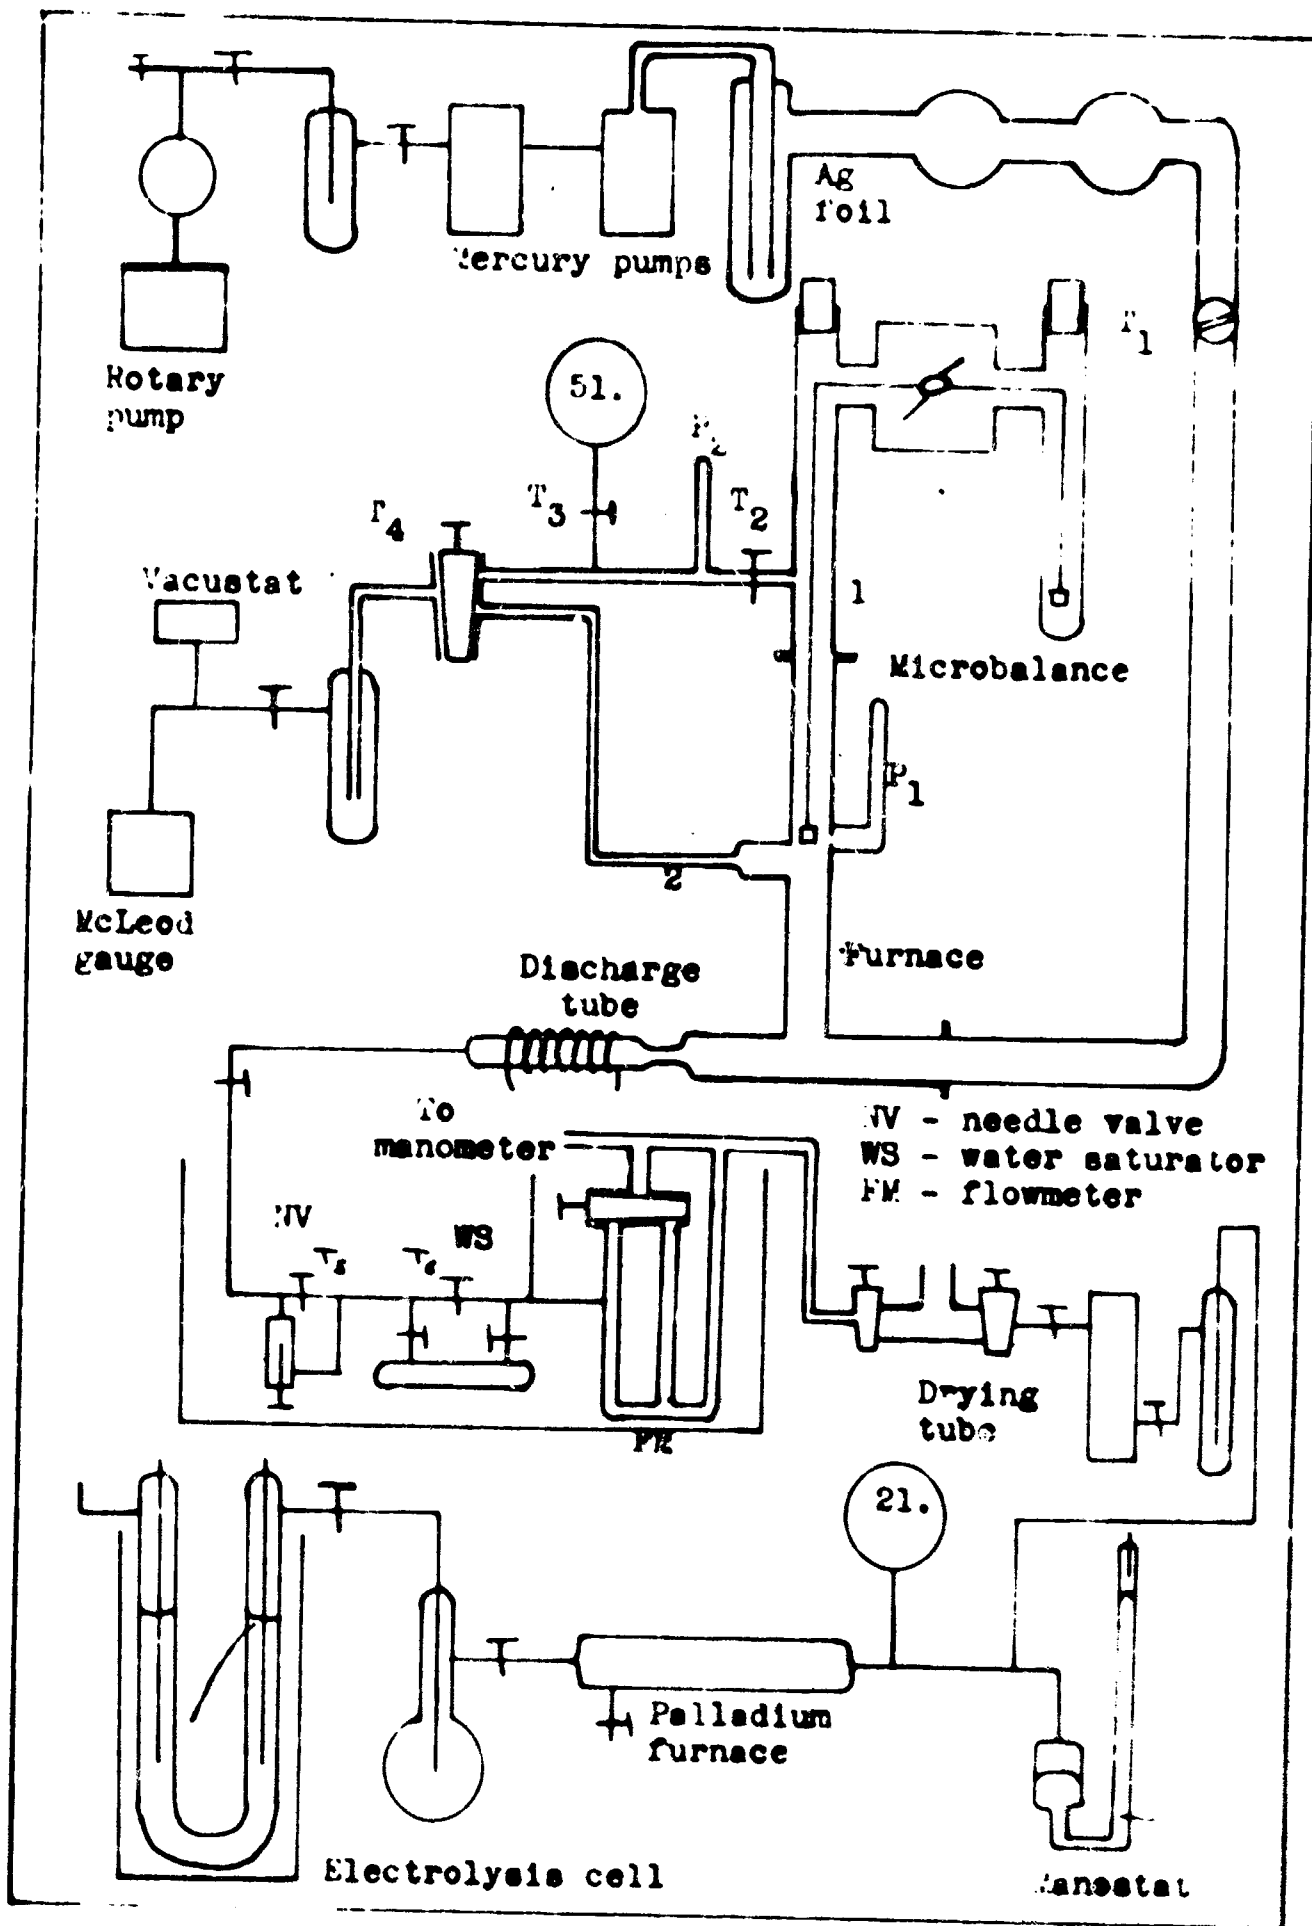 Ag
foil
Mercury pumps
Rotary
pump
51.
T1
P2
T3
T2
T4
Vacustat
1
Microbalance
P1
2
McLeod
gauge
Furnace
Discharge
tube
To
manometer
NV - needle valve
WS - water saturator
FM - flowmeter
NV
WS
T5
T6
Drying
tube
FM
21.
Palladium
furnace
Electrolysis cell
Manostat